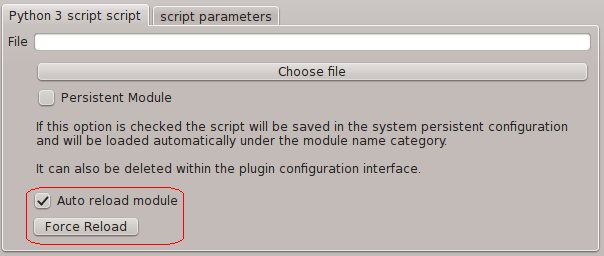 Python 3 script script
script parameters
File
Choose file
Persistent Module
If this option is checked the script will be saved in the system persistent configuration
and will be loaded automatically under the module name category.
It can also be deleted within the plugin configuration interface.
Auto reload module
Force Reload